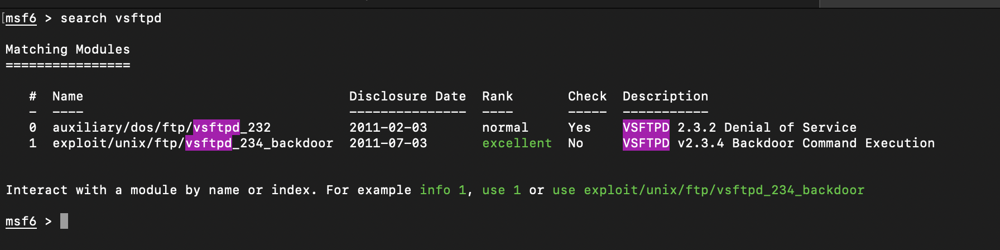 [msf6 > search vsftpd
Matching Modules
================
# Name Disclosure Date Rank Check Description
- ---- --------------- ---- ----- -----------
0 auxiliary/dos/ftp/vsftpd_232 2011-02-03 normal Yes VSFTPD 2.3.2 Denial of Service
1 exploit/unix/ftp/vsftpd_234_backdoor 2011-07-03 excellent No VSFTPD v2.3.4 Backdoor Command Execution
Interact with a module by name or index. For example info 1, use 1 or use exploit/unix/ftp/vsftpd_234_backdoor
msf6 >